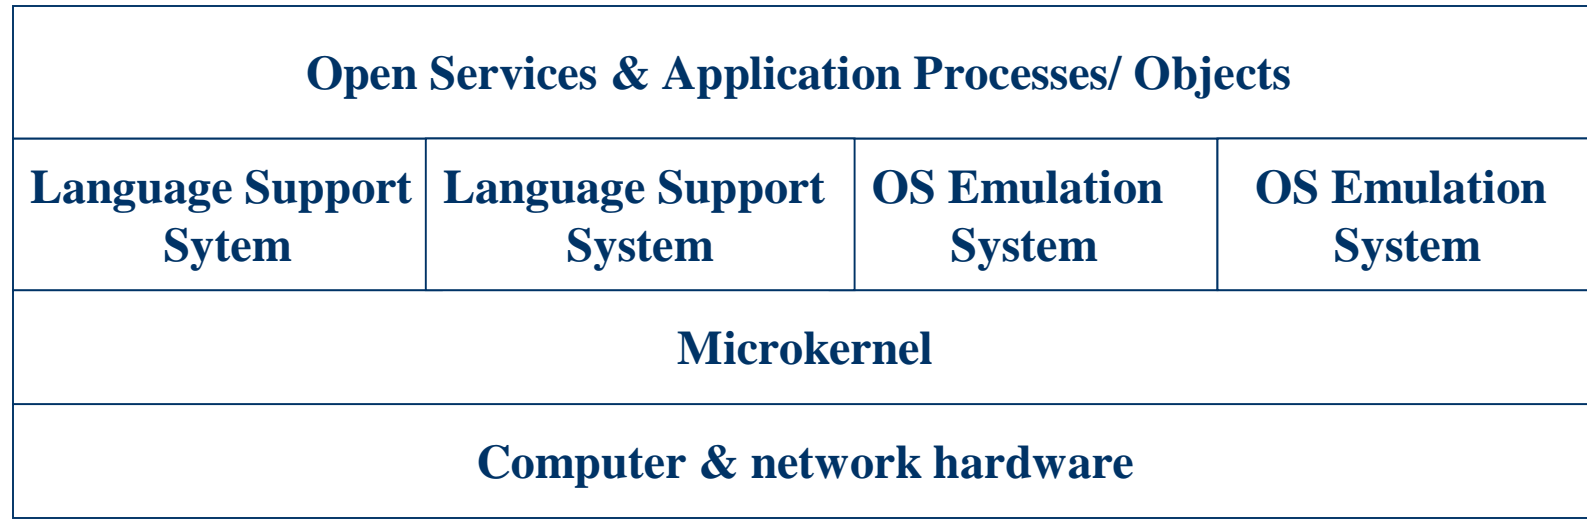 Open Services & Application Processes/ Objects
Language Support
Sytem
Language Support
System
OS Emulation
System
OS Emulation
System
Microkernel
Computer & network hardware